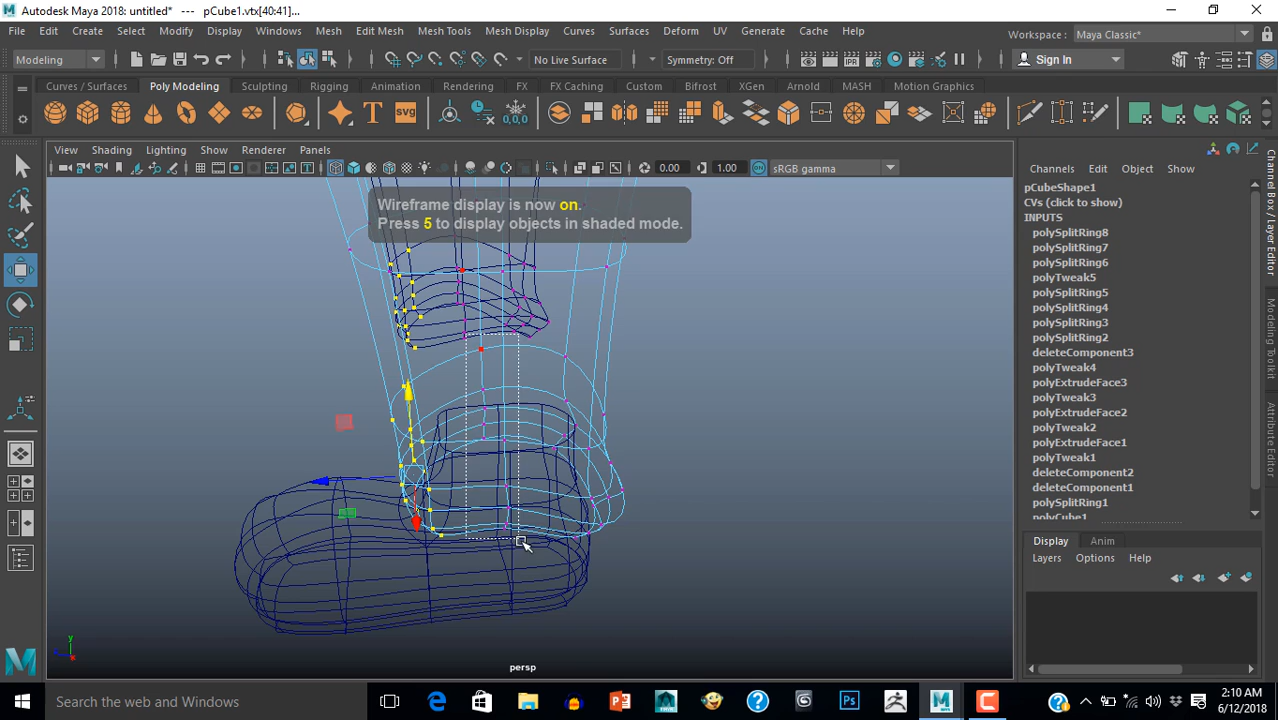 Autodesk Maya 2018: untitled* --- pCube1.vtx[40:41]...
File Edit Create Select Modify Display Windows Mesh Edit Mesh Mesh Tools Mesh Display Curves Surfaces Deform UV Generate Cache Help Workspace: Maya Classic*
Modeling No Live Surface Symmetry: Off Sign In
Curves / Surfaces Poly Modeling Sculpting Rigging Animation Rendering FX FX Caching Custom Bifrost XGen Arnold MASH Motion Graphics
T SVG 0,0,0
View Shading Lighting Show Renderer Panels
0.00 1.00 ON sRGB gamma
Wireframe display is now on.
Press 5 to display objects in shaded mode.
persp
y
Channels Edit Object Show
pCubeShape1
CVs (click to show)
INPUTS
polySplitRing8
polySplitRing7
polySplitRing6
polyTweak5
polySplitRing5
polySplitRing4
polySplitRing3
polySplitRing2
deleteComponent3
polyTweak4
polyExtrudeFace3
polyTweak3
polyExtrudeFace2
polyTweak2
polyExtrudeFace1
polyTweak1
deleteComponent2
deleteComponent1
polySplitRing1
polyCube1
Display Anim
Layers Options Help
Channel Box / Layer Editor
Attribute Editor
Search the web and Windows
2:10 AM
6/12/2018